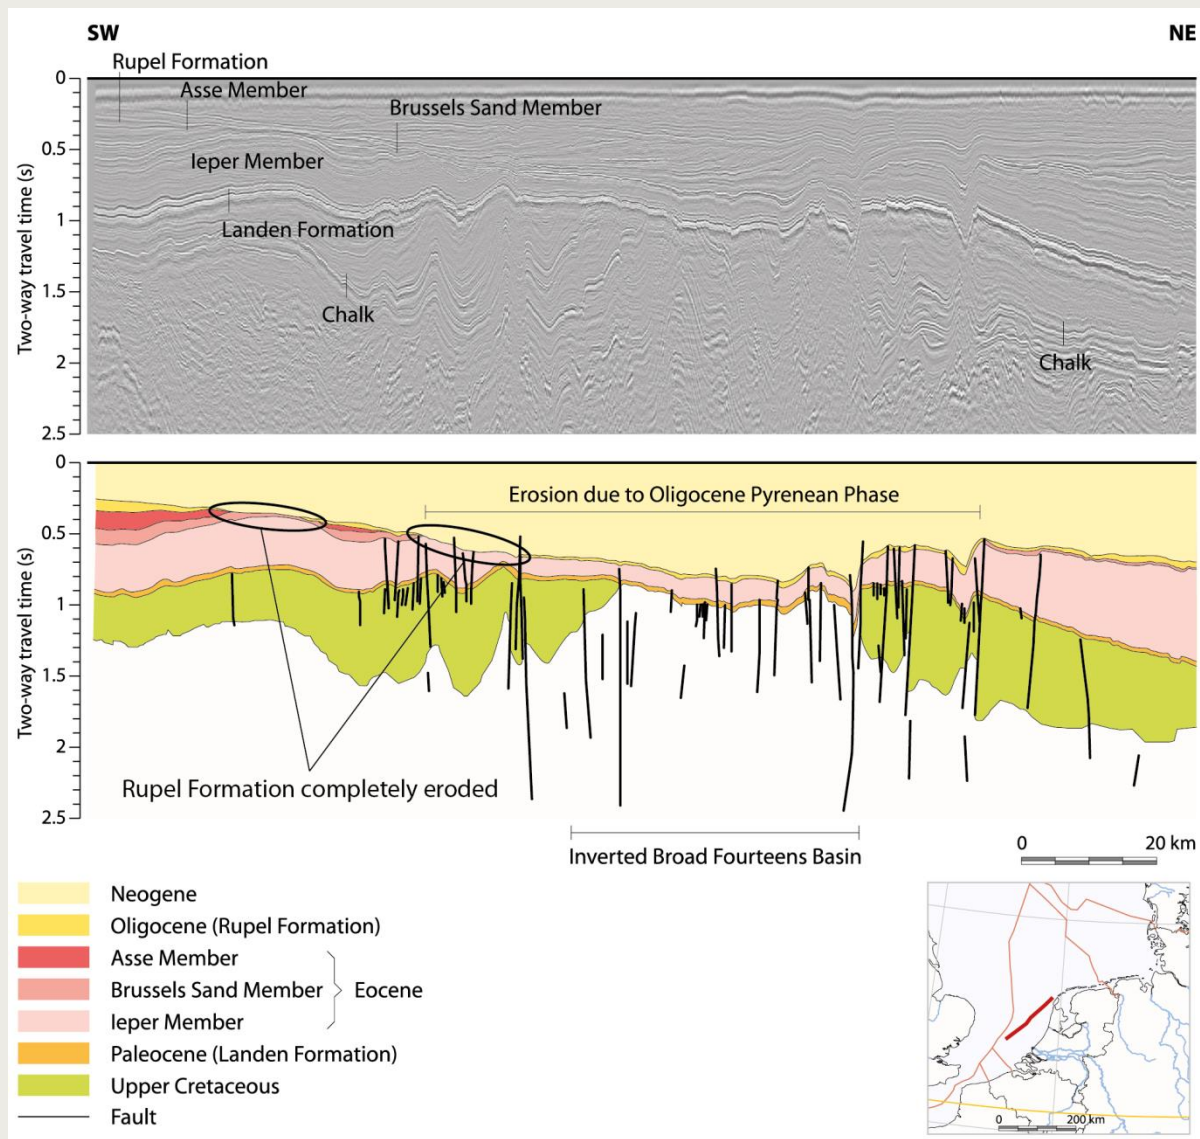 SW
NE
Rupel Formation
Asse Member
Brussels Sand Member
Ieper Member
Landen Formation
Chalk
Chalk
Two-way travel time (s)
0
0.5
1
1.5
2
2.5
Erosion due to Oligocene Pyrenean Phase
Rupel Formation completely eroded
Two-way travel time (s)
0
0.5
1
1.5
2
2.5
Inverted Broad Fourteens Basin
0 20 km
Neogene
Oligocene (Rupel Formation)
Asse Member
Brussels Sand Member
Eocene
Ieper Member
Paleocene (Landen Formation)
Upper Cretaceous
Fault
0 200 km